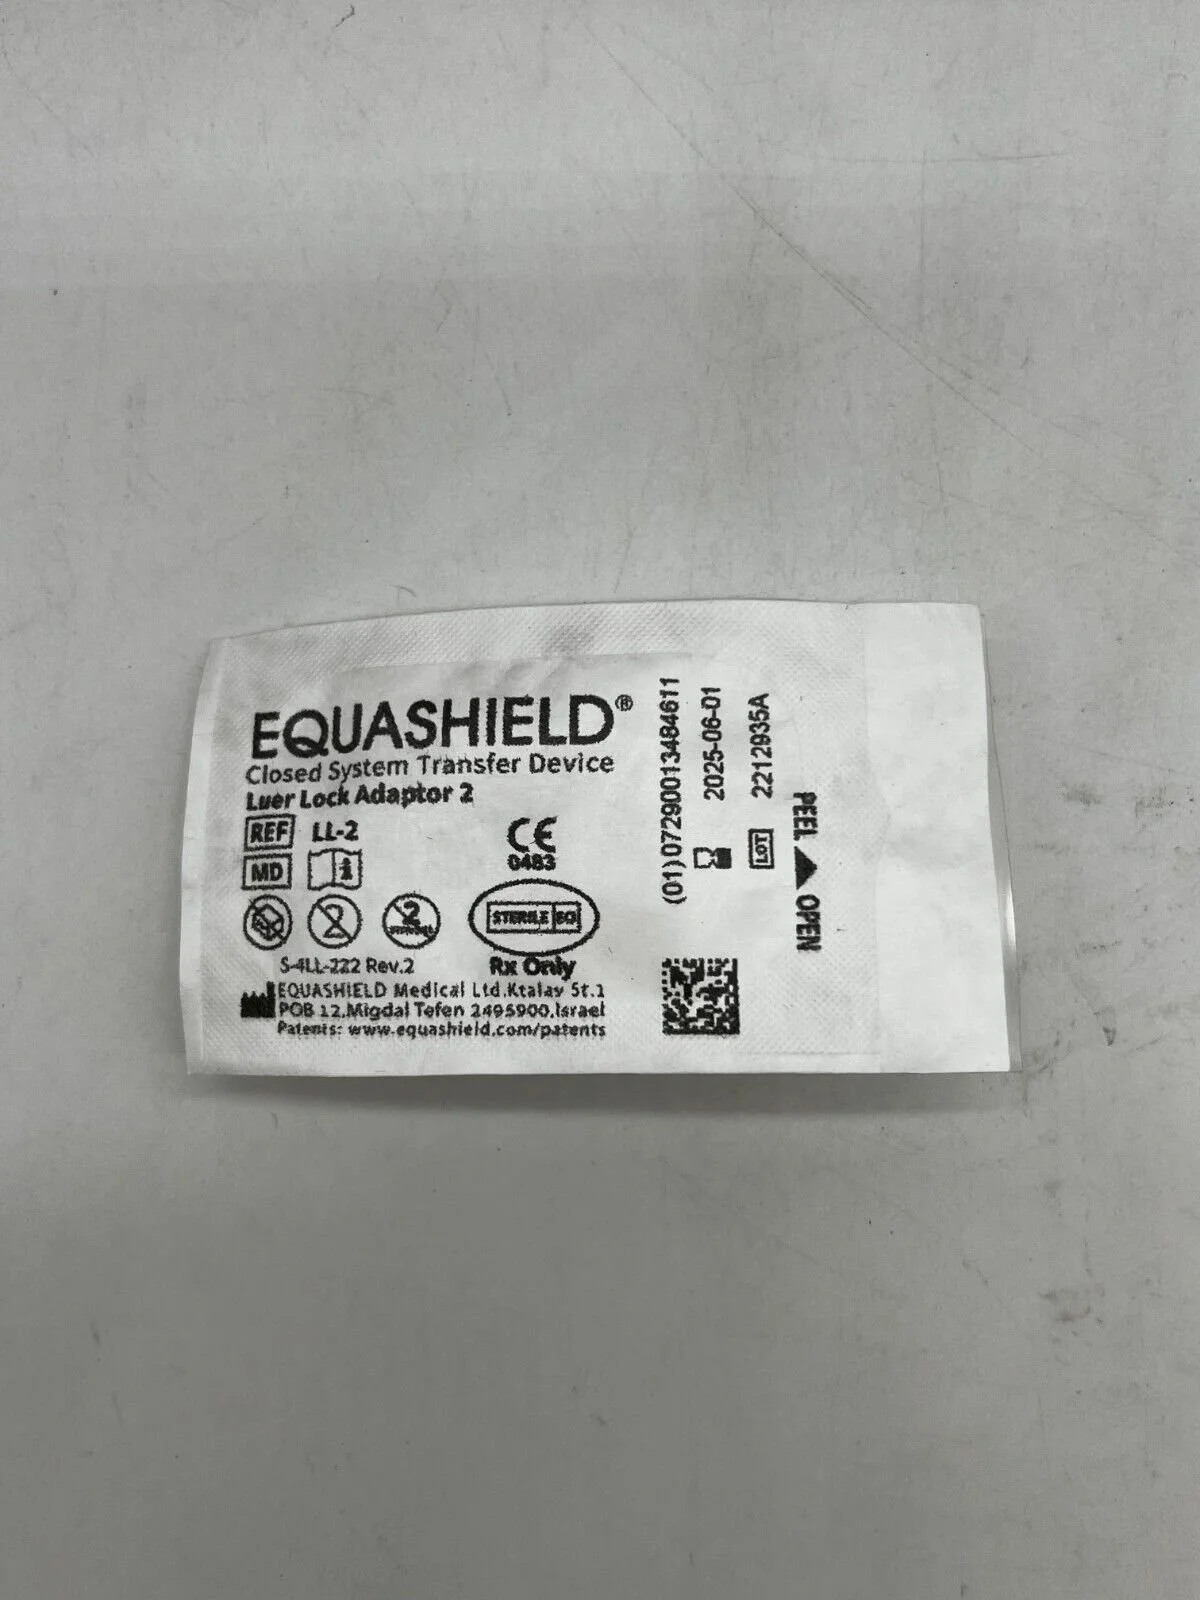 EQUASHIELD®
Closed System Transfer Device
Luer Lock Adaptor 2
REF LL-2
MD
CE
0483
2
2
STERILE EO
S-4LL-222 Rev.2
Rx Only
EQUASHIELD Medical Ltd.Ktalav St.1
POB 12.Migdal Tefen 2495900.Israel
Patents: www.equashield.com/patents
(01)07290013484611
2025-06-01
LOT 2212935A
PEEL OPEN